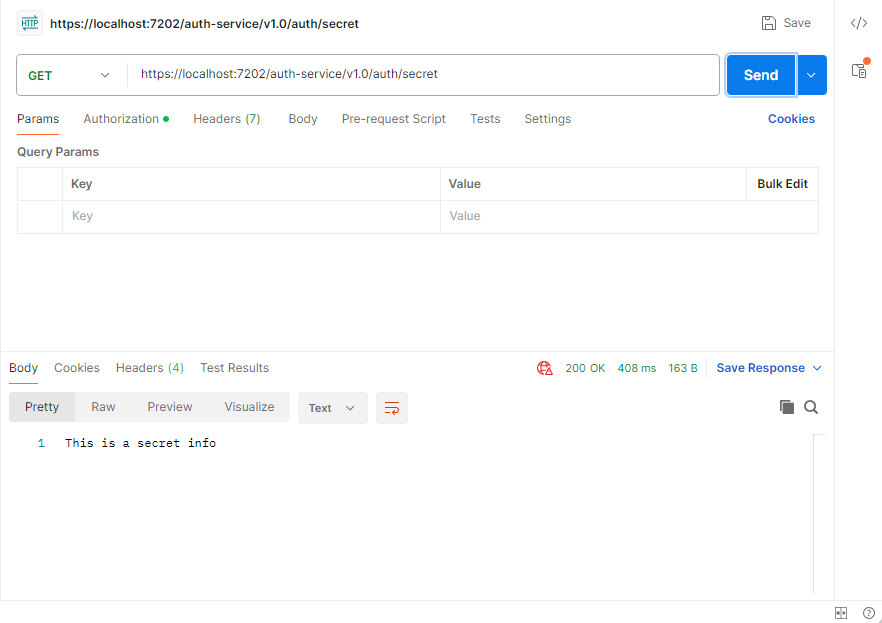 HTTP https://localhost:7202/auth-service/v1.0/auth/secret Save </>
GET https://localhost:7202/auth-service/v1.0/auth/secret Send
Params Authorization Headers (7) Body Pre-request Script Tests Settings Cookies
Query Params
Key Value Bulk Edit
Key Value
Body Cookies Headers (4) Test Results 200 OK 408 ms 163 B Save Response
Pretty Raw Preview Visualize Text
1 This is a secret info